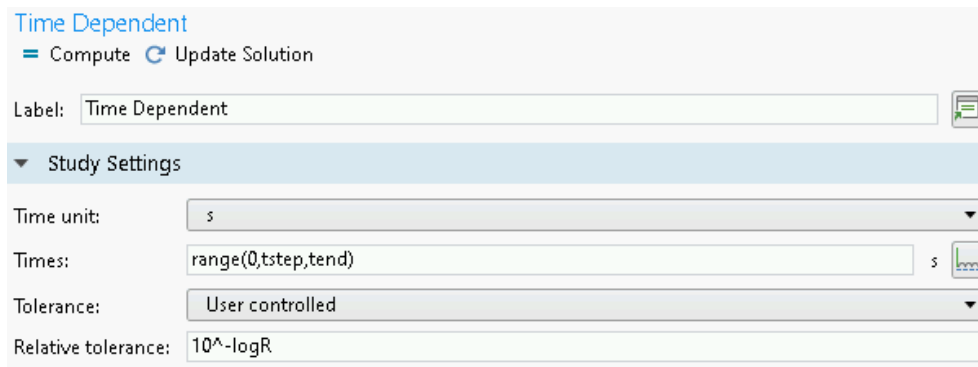 Time Dependent
= Compute Update Solution
Label: Time Dependent
Study Settings
Time unit: s
Times: range(0,tstep,tend) s
Tolerance: User controlled
Relative tolerance: 10^-logR